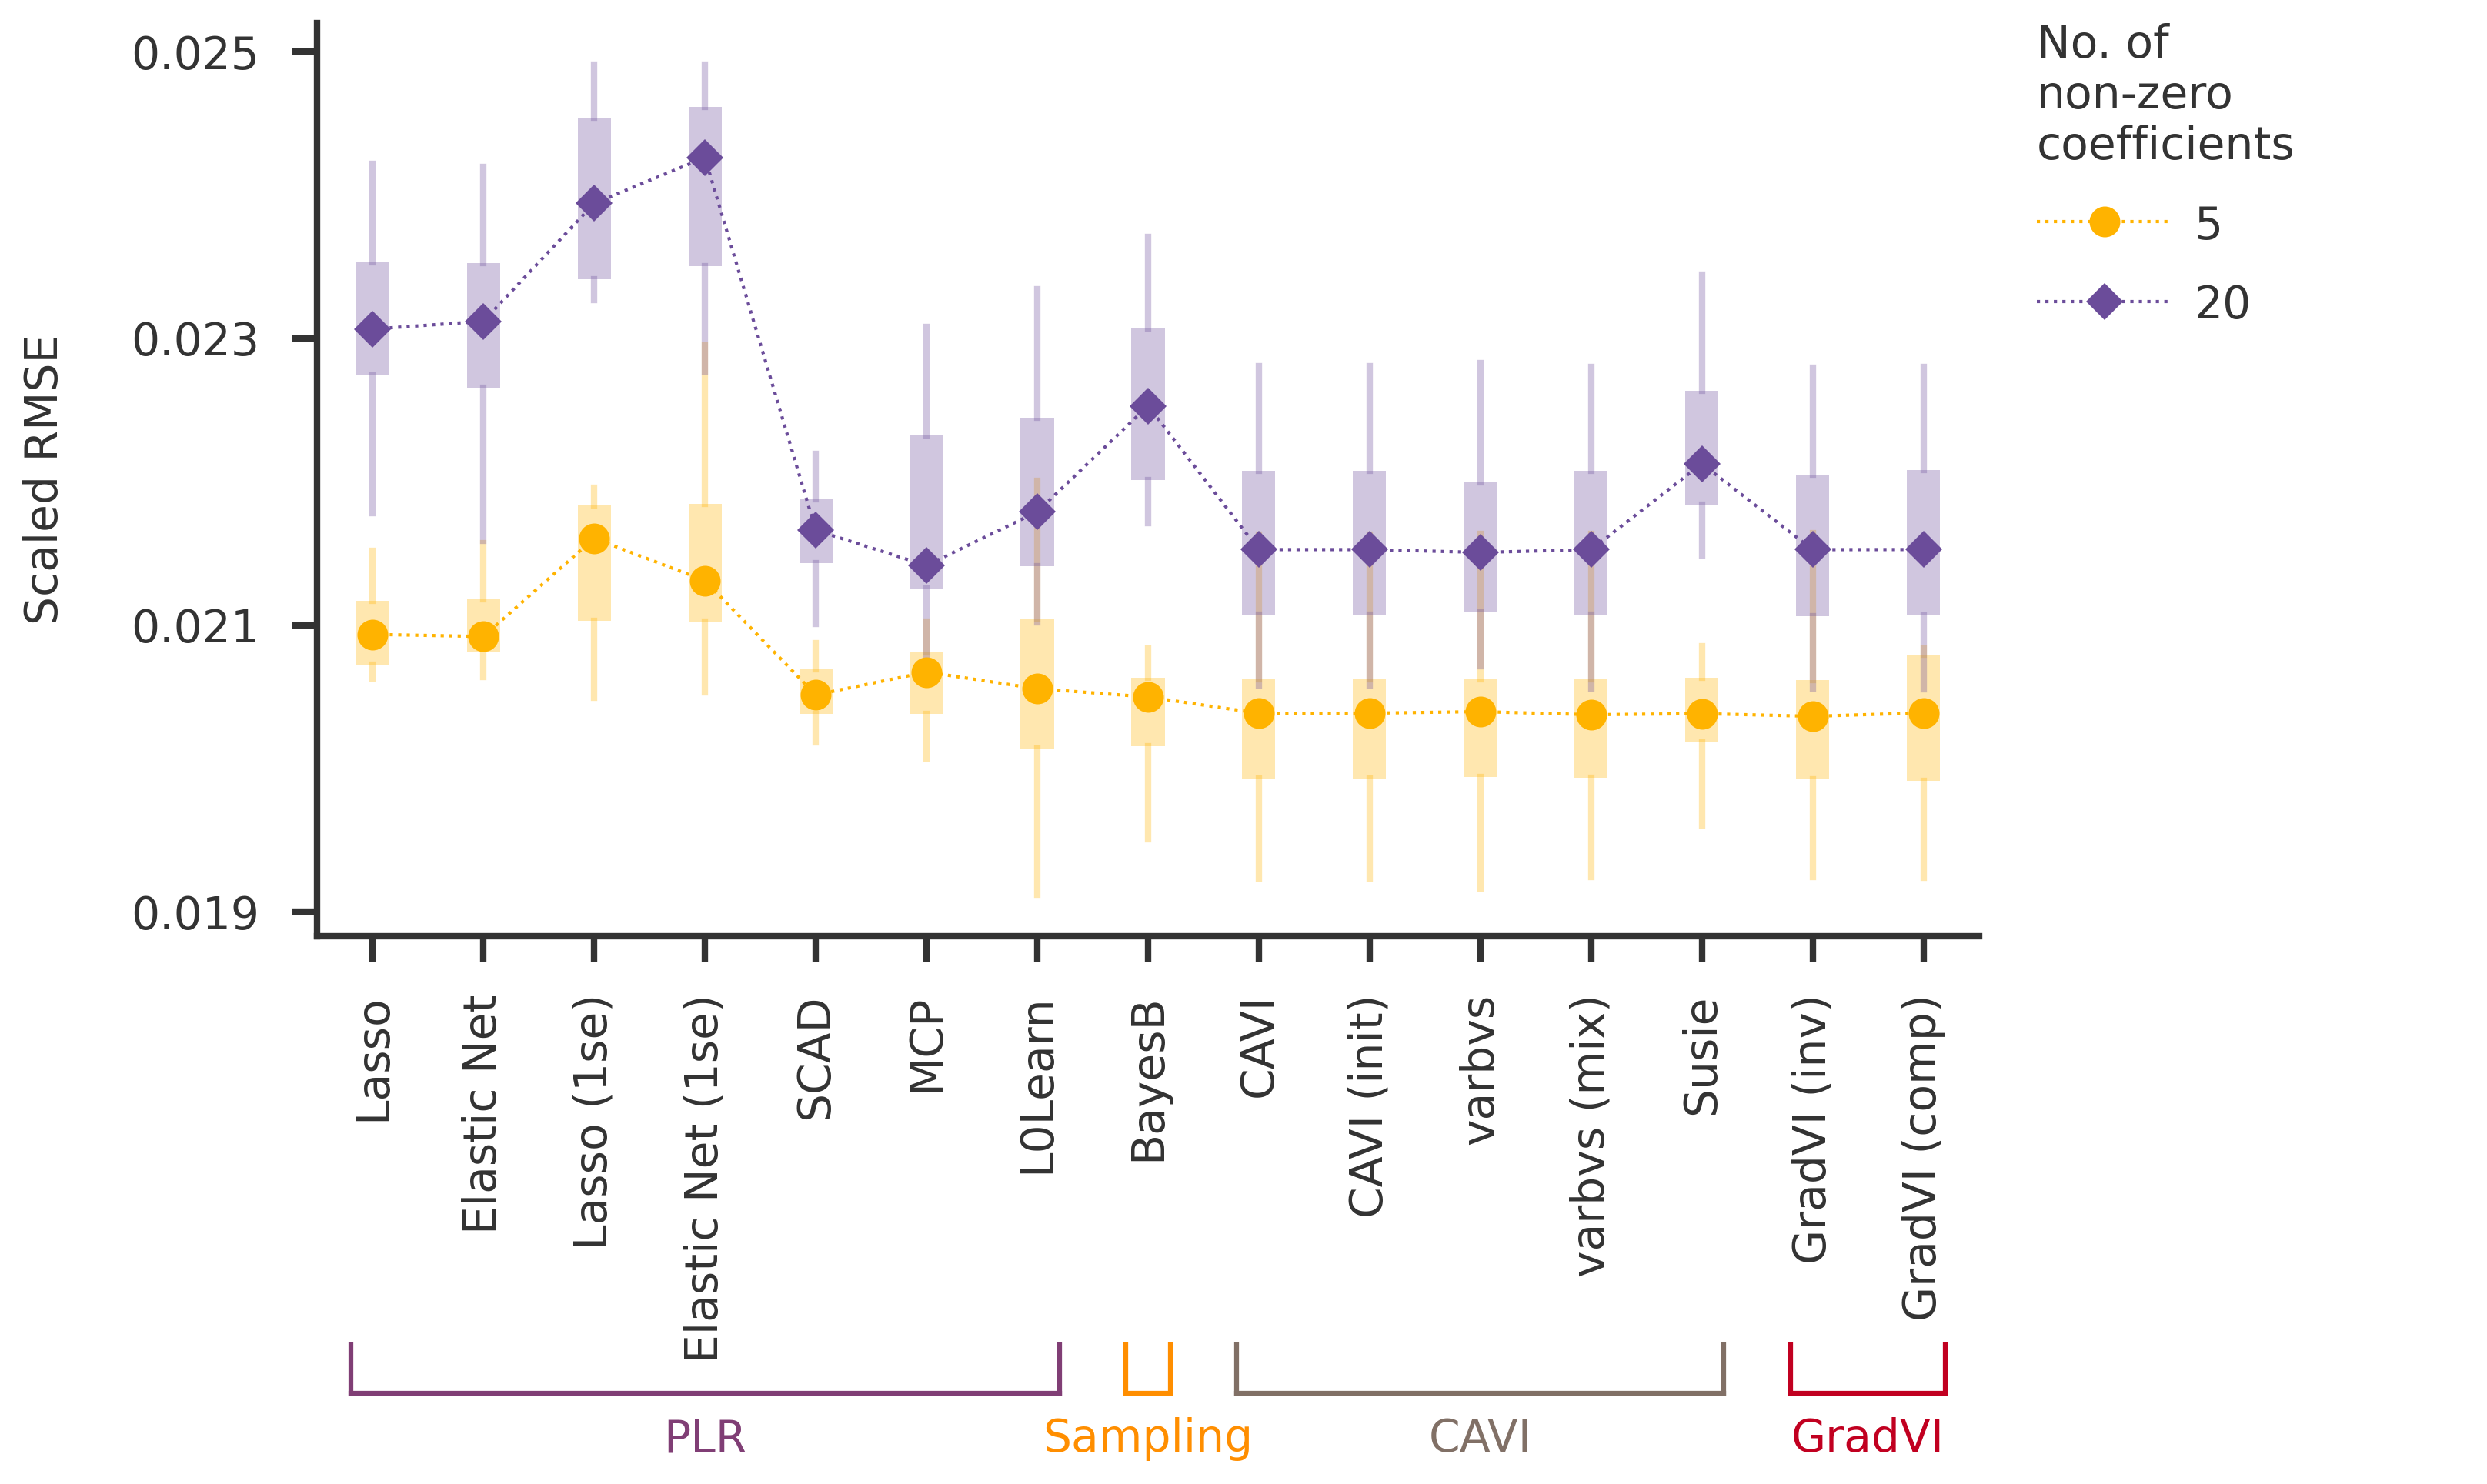 No. of
non-zero
coefficients
5
20
Scaled RMSE
0.025
0.023
0.021
0.019
Lasso
Elastic Net
Lasso (1se)
Elastic Net (1se)
SCAD
MCP
L0Learn
BayesB
CAVI
CAVI (init)
varbvs
varbvs (mix)
Susie
GradVI (inv)
GradVI (comp)
PLR
Sampling
CAVI
GradVI